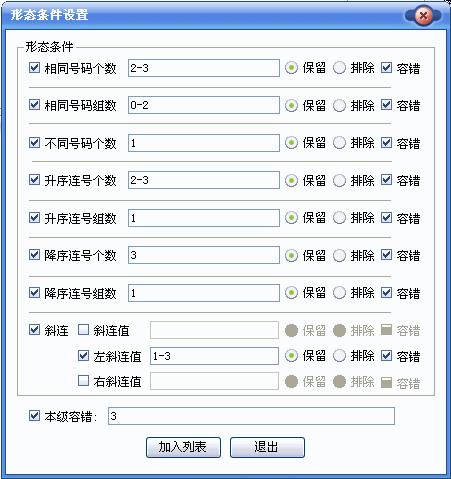 形态条件设置
形态条件
相同号码个数 2-3 保留 排除 容错
相同号码组数 0-2 保留 排除 容错
不同号码个数 1 保留 排除 容错
升序连号个数 2-3 保留 排除 容错
升序连号组数 1 保留 排除 容错
降序连号个数 3 保留 排除 容错
降序连号组数 1 保留 排除 容错
斜连 斜连值 保留 排除 容错
左斜连值 1-3 保留 排除 容错
右斜连值 保留 排除 容错
本级容错: 3
加入列表 退出